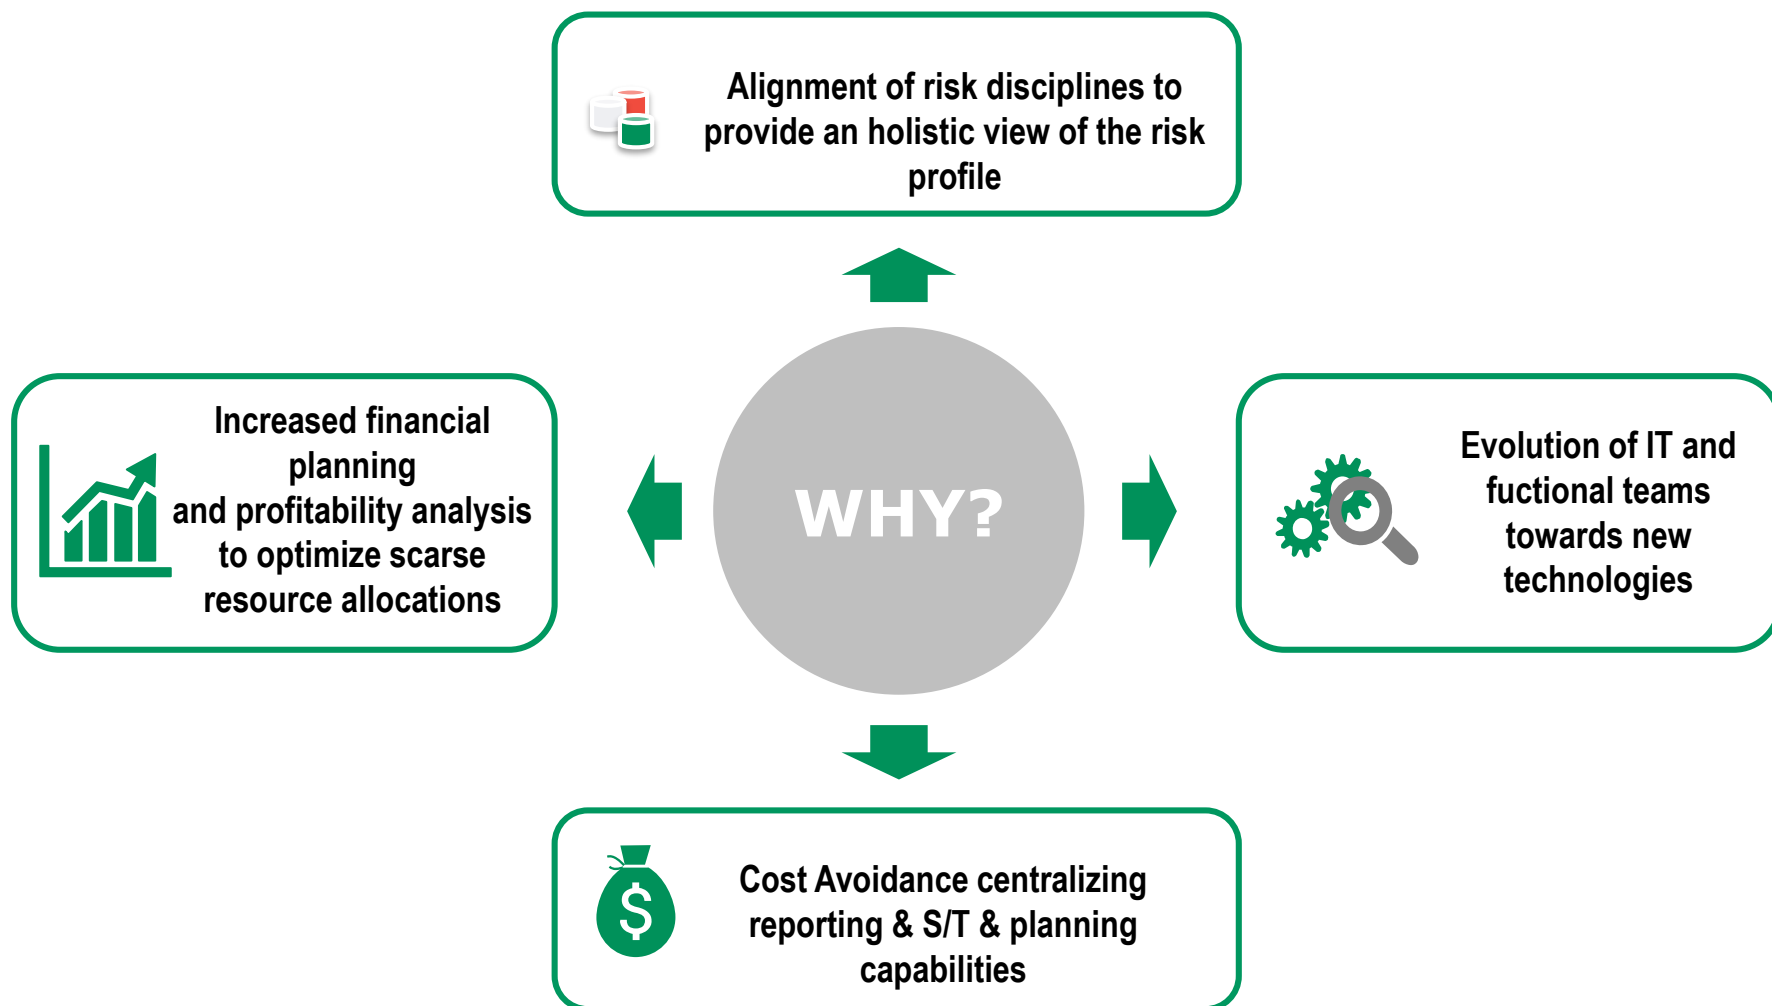 Alignment of risk disciplines to
provide an holistic view of the risk
profile
Increased financial
planning
and profitability analysis
to optimize scarse
resource allocations
WHY?
Evolution of IT and
fuctional teams
towards new
technologies
$
Cost Avoidance centralizing
reporting & S/T & planning
capabilities